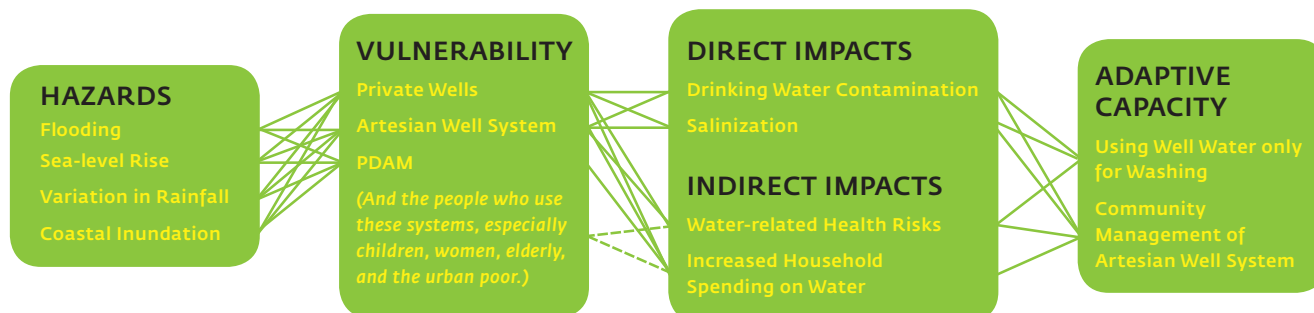 HAZARDS
Flooding
Sea-level Rise
Variation in Rainfall
Coastal Inundation
VULNERABILITY
Private Wells
Artesian Well System
PDAM
(And the people who use
these systems, especially
children, women, elderly,
and the urban poor.)
DIRECT IMPACTS
Drinking Water Contamination
Salinization
INDIRECT IMPACTS
Water-related Health Risks
Increased Household
Spending on Water
ADAPTIVE
CAPACITY
Using Well Water only
for Washing
Community
Management of
Artesian Well System